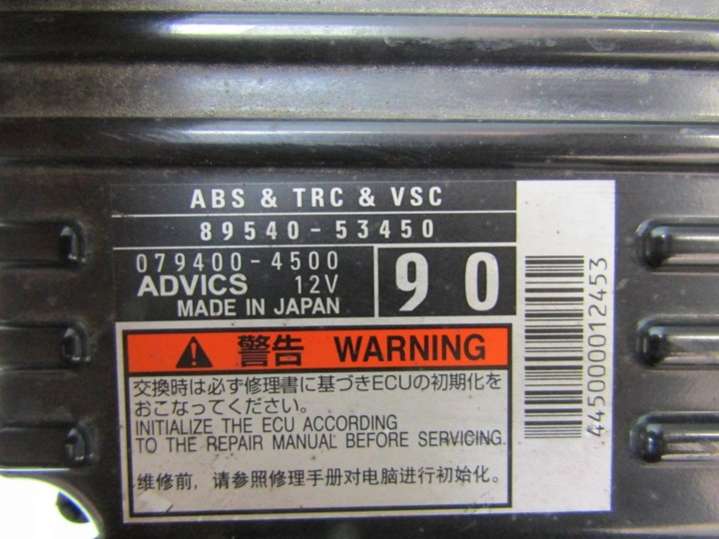 ABS & TRC & VSC
89540-53450
079400-4500
ADVICS 12V
MADE IN JAPAN
90
警告 WARNING
交換時は必ず修理書に基づきECUの初期化を
おこなってください。
INITIALIZE THE ECU ACCORDING
TO THE REPAIR MANUAL BEFORE SERVICING.
维修前，请参照修理手册对电脑进行初始化。
445000012453